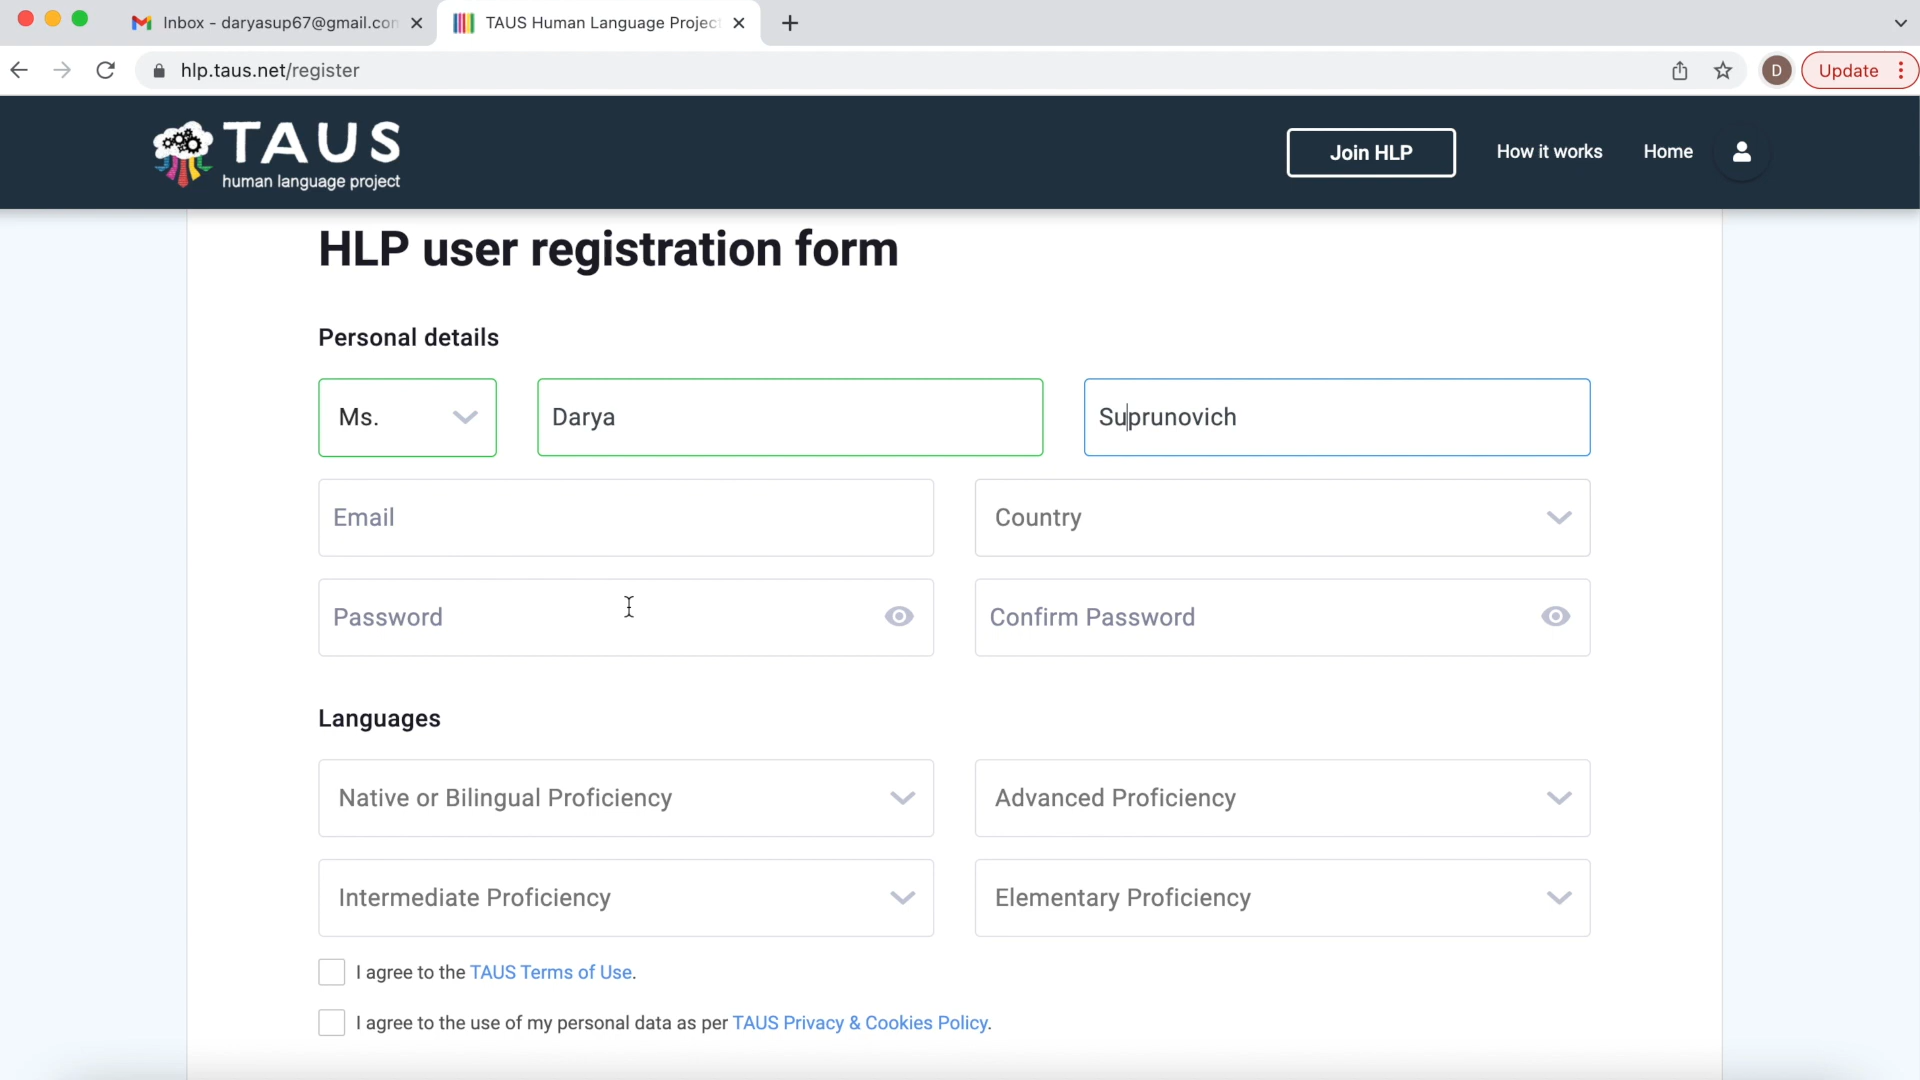 Inbox - daryasup67@gmail.con
TAUS Human Language Projec
hlp.taus.net/register
D
Update
TAUS
human language project
Join HLP
How it works
Home
HLP user registration form
Personal details
Ms.
Darya
Suprunovich
Email
Country
Password
Confirm Password
Languages
Native or Bilingual Proficiency
Advanced Proficiency
Intermediate Proficiency
Elementary Proficiency
I agree to the TAUS Terms of Use.
I agree to the use of my personal data as per TAUS Privacy & Cookies Policy.